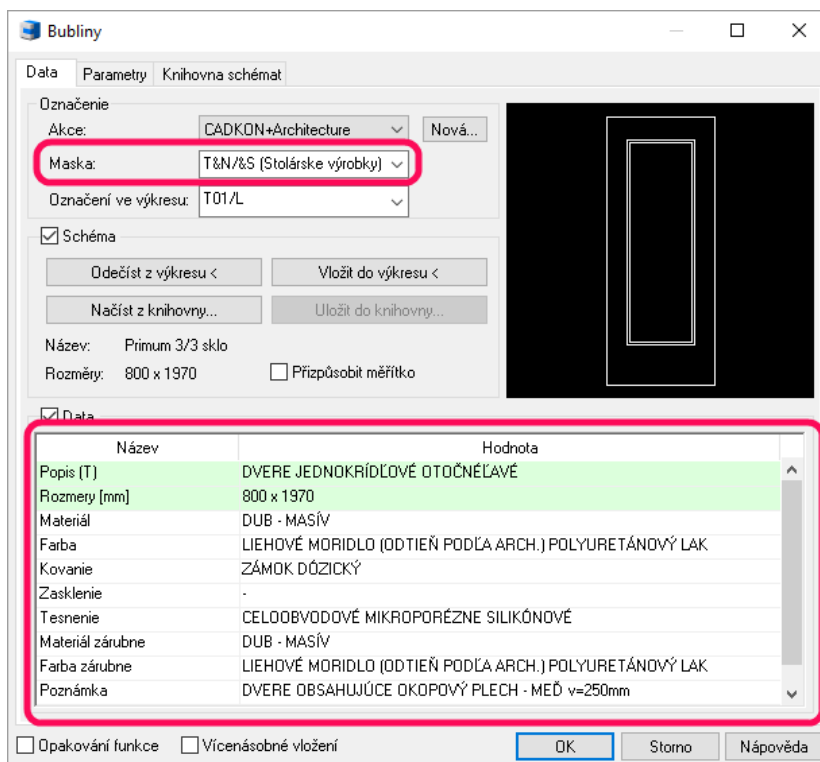 Bubliny
Data Parametry Knihovna schémat
Označenie
Akce: CADKON+Architecture Nová...
Maska: T&N/&S (Stolárske výrobky)
Označení ve výkresu: T01/L
Schéma
Odečíst z výkresu < Vložit do výkresu <
Načíst z knihovny... Uložit do knihovny...
Název: Primum 3/3 sklo
Rozměry: 800 x 1970 Přizpůsobit měřítko
Data
Název Hodnota
Popis (T) DVERE JEDNOKRÍDĽOVÉ OTOČNÉĽAVÉ
Rozmery [mm] 800 x 1970
Materiál DUB - MASÍV
Farba LIEHOVÉ MORIDLO (ODTIEŇ PODĽA ARCH.) POLYURETÁNOVÝ LAK
Kovanie ZÁMOK DÓZICKÝ
Zasklenie -
Tesnenie CELOOBVODOVÉ MIKROPORÉZNE SILIKÓNOVÉ
Materiál zárubne DUB - MASÍV
Farba zárubne LIEHOVÉ MORIDLO (ODTIEŇ PODĽA ARCH.) POLYURETÁNOVÝ LAK
Poznámka DVERE OBSAHUJÚCE OKOPOVÝ PLECH - MEĎ v=250mm
Opakování funkce Vícenásobné vložení OK Storno Nápověda